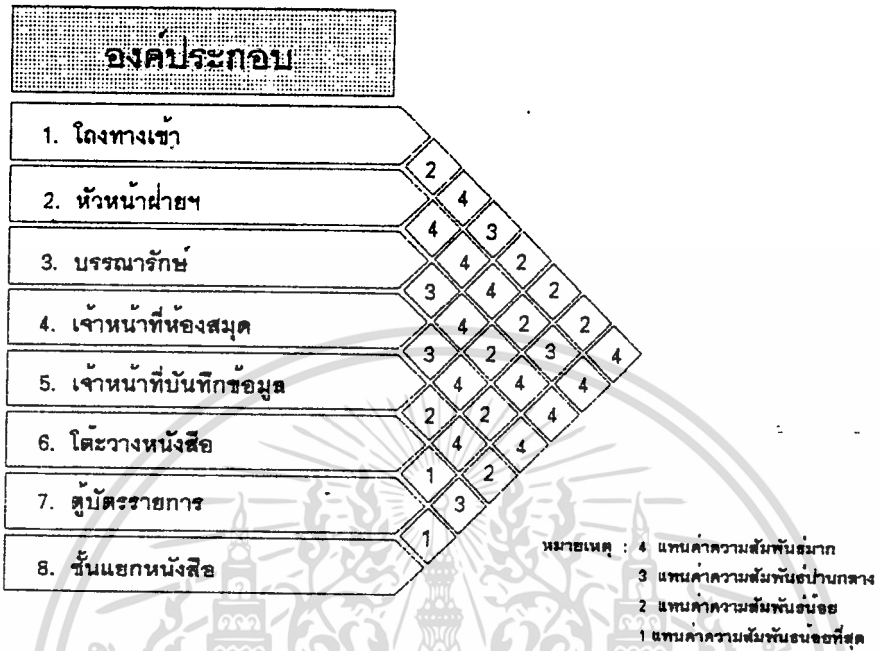 องค์ประกอบ
1. โถงทางเข้า
2
2. หัวหน้าฝ่ายฯ 4
4 3
3. บรรณารักษ์ 4 2
3 4 2
4. เจ้าหน้าที่ห้องสมุด 4 2 2
3 2 3 4
5. เจ้าหน้าที่บันทึกข้อมูล 4 4 4
2 2 4
6. โต๊ะวางหนังสือ 4 4
1 2
7. ตู้บัตรรายการ 3
1
8. ชั้นแยกหนังสือ
หมายเหตุ : 4 แทนค่าความสัมพันธ์มาก
3 แทนค่าความสัมพันธ์ปานกลาง
2 แทนค่าความสัมพันธ์น้อย
1 แทนค่าความสัมพันธ์น้อยที่สุด